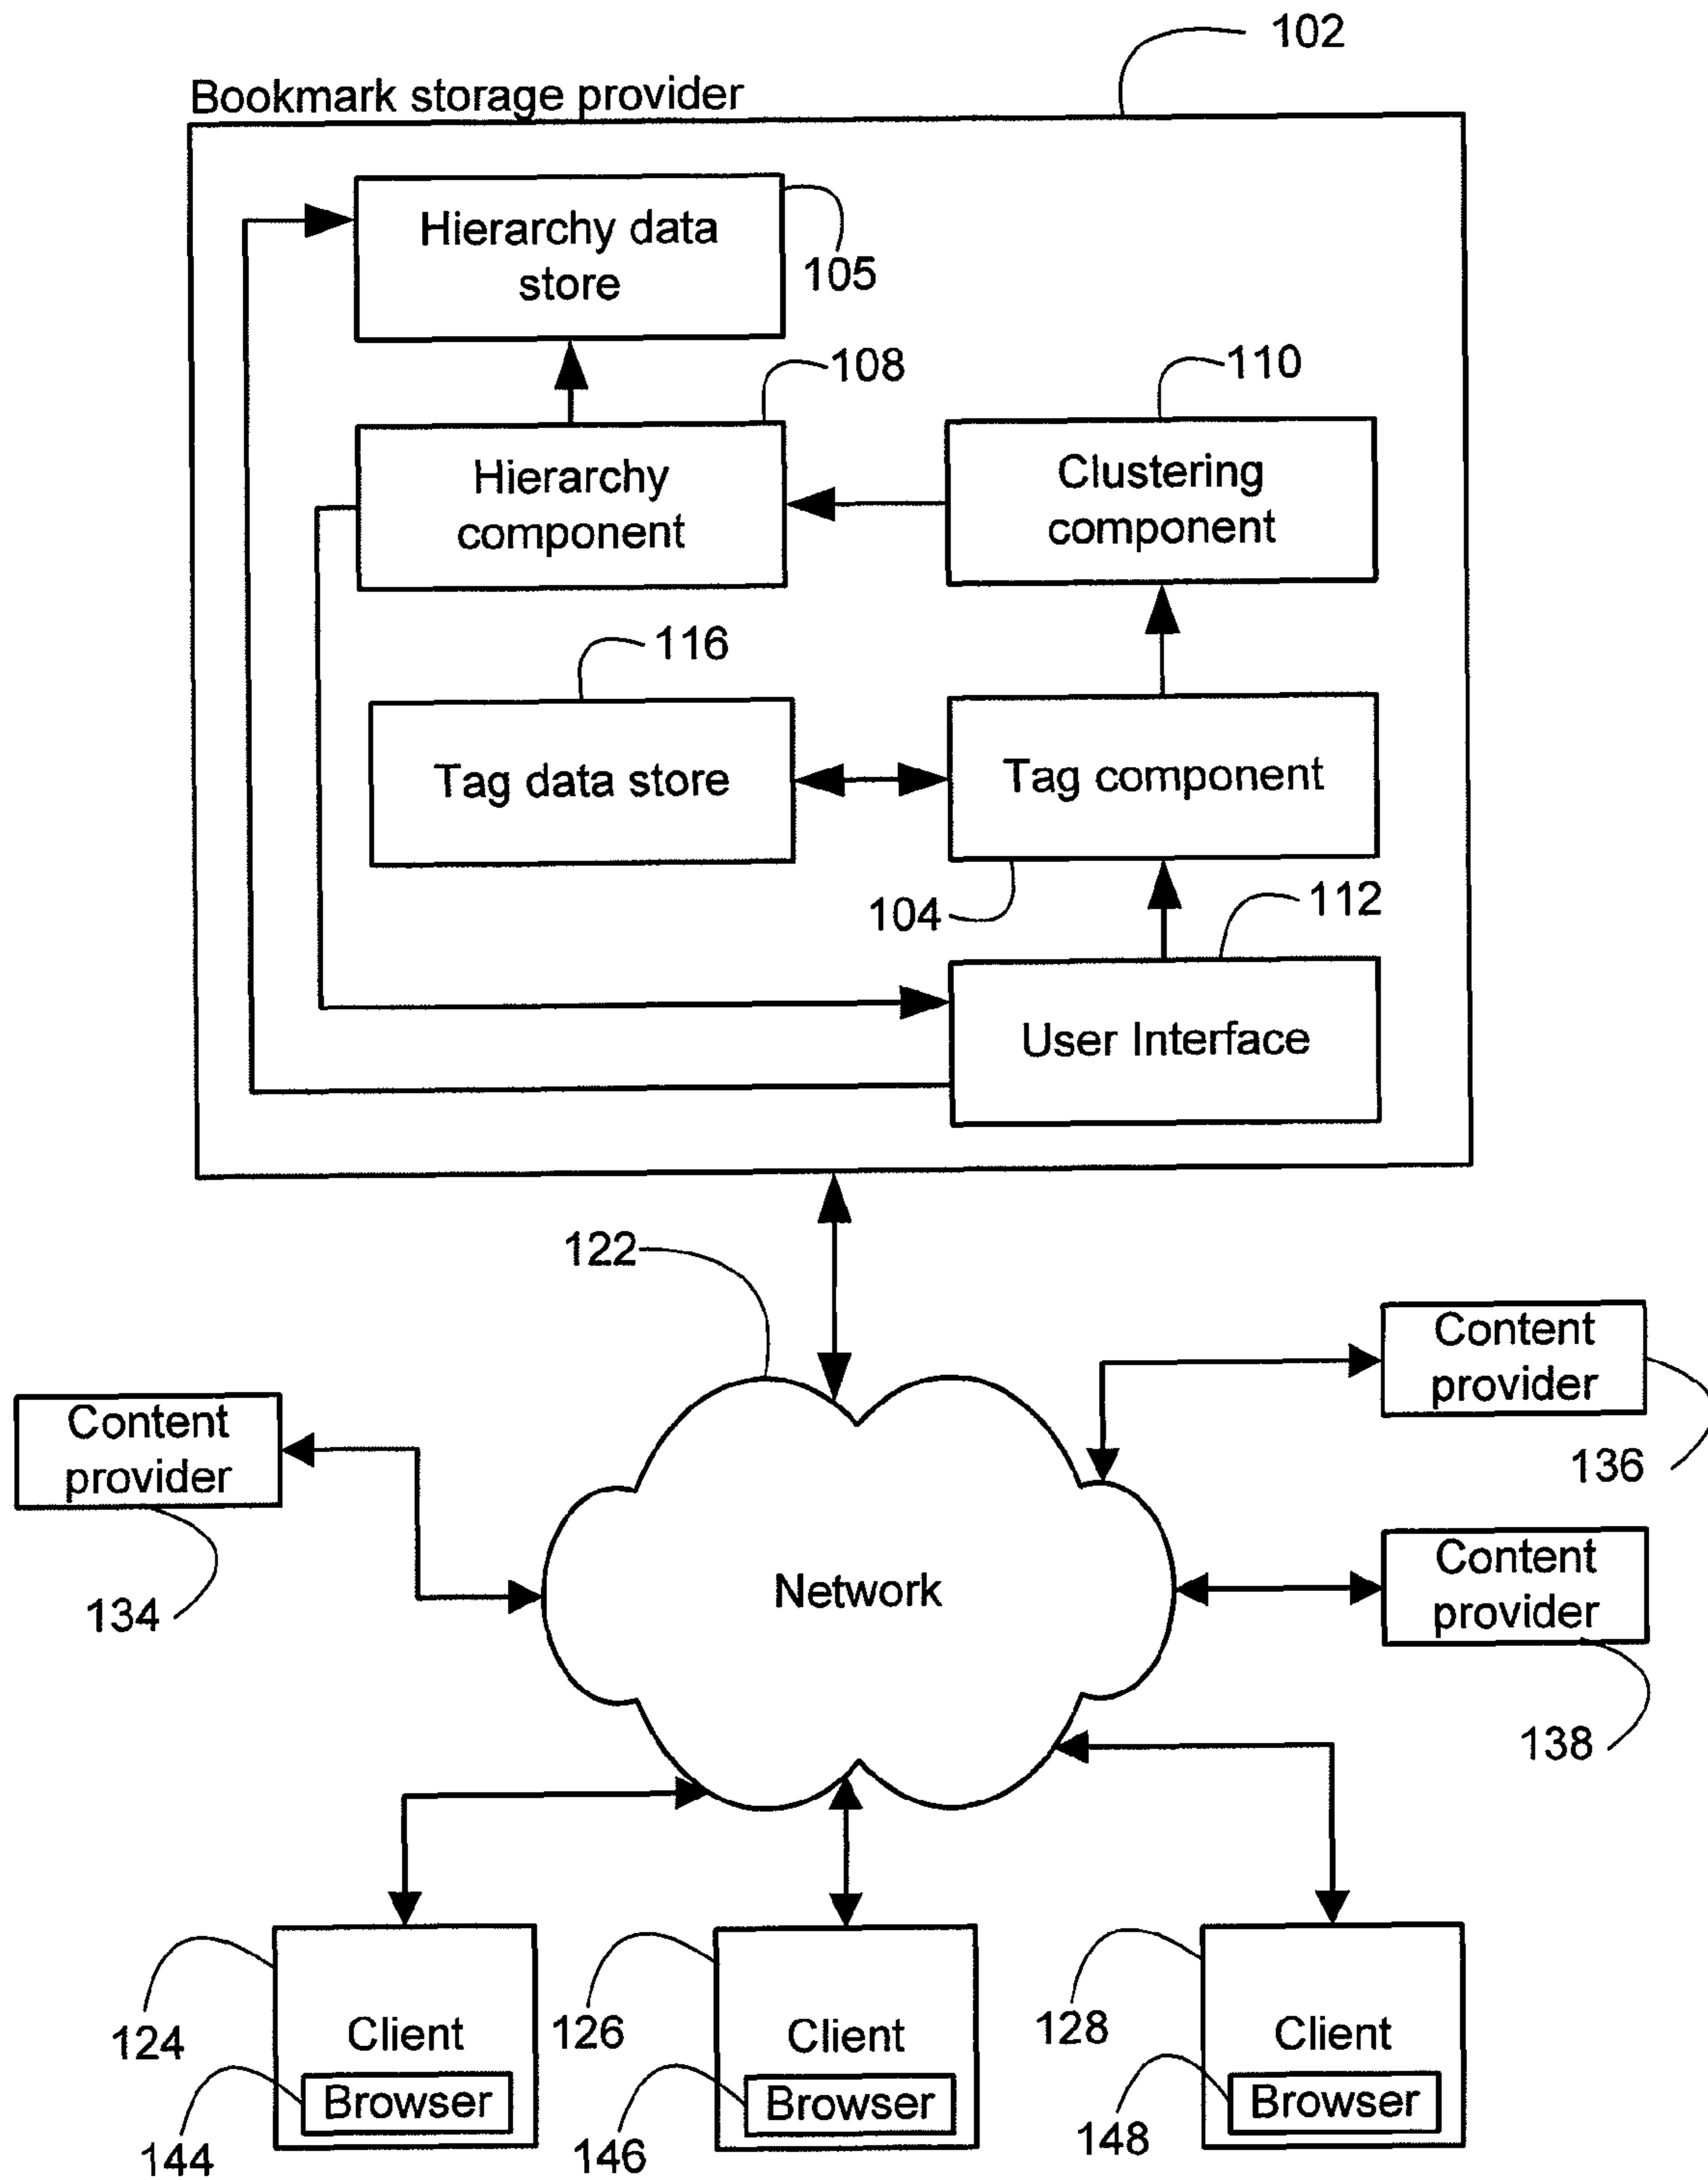 102
Bookmark storage provider
Hierarchy data
store
105
108
110
Hierarchy
component
Clustering
component
116
Tag data store
Tag component
104
112
User Interface
122
Content
provider
136
Content
provider
134
Network
Content
provider
138
124
Client
Browser
144
126
Client
Browser
146
128
Client
Browser
148